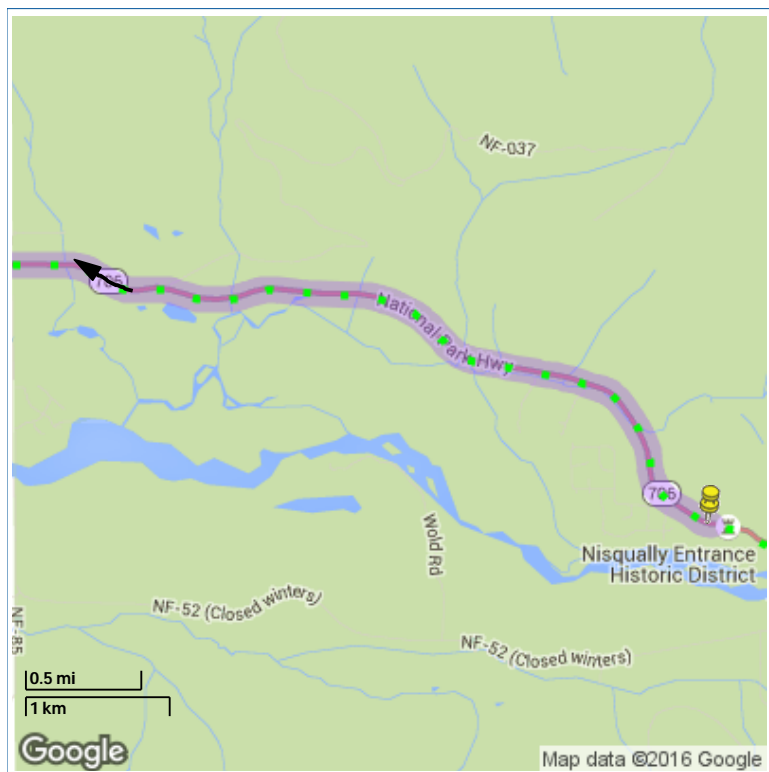 NF-037
705
National Park Hwy
706
Nisqually Entrance
Historic District
Wold Rd
NF-52 (Closed winters)
NF-85
NF-52 (Closed winters)
0.5 mi
1 km
Google
Map data ©2016 Google